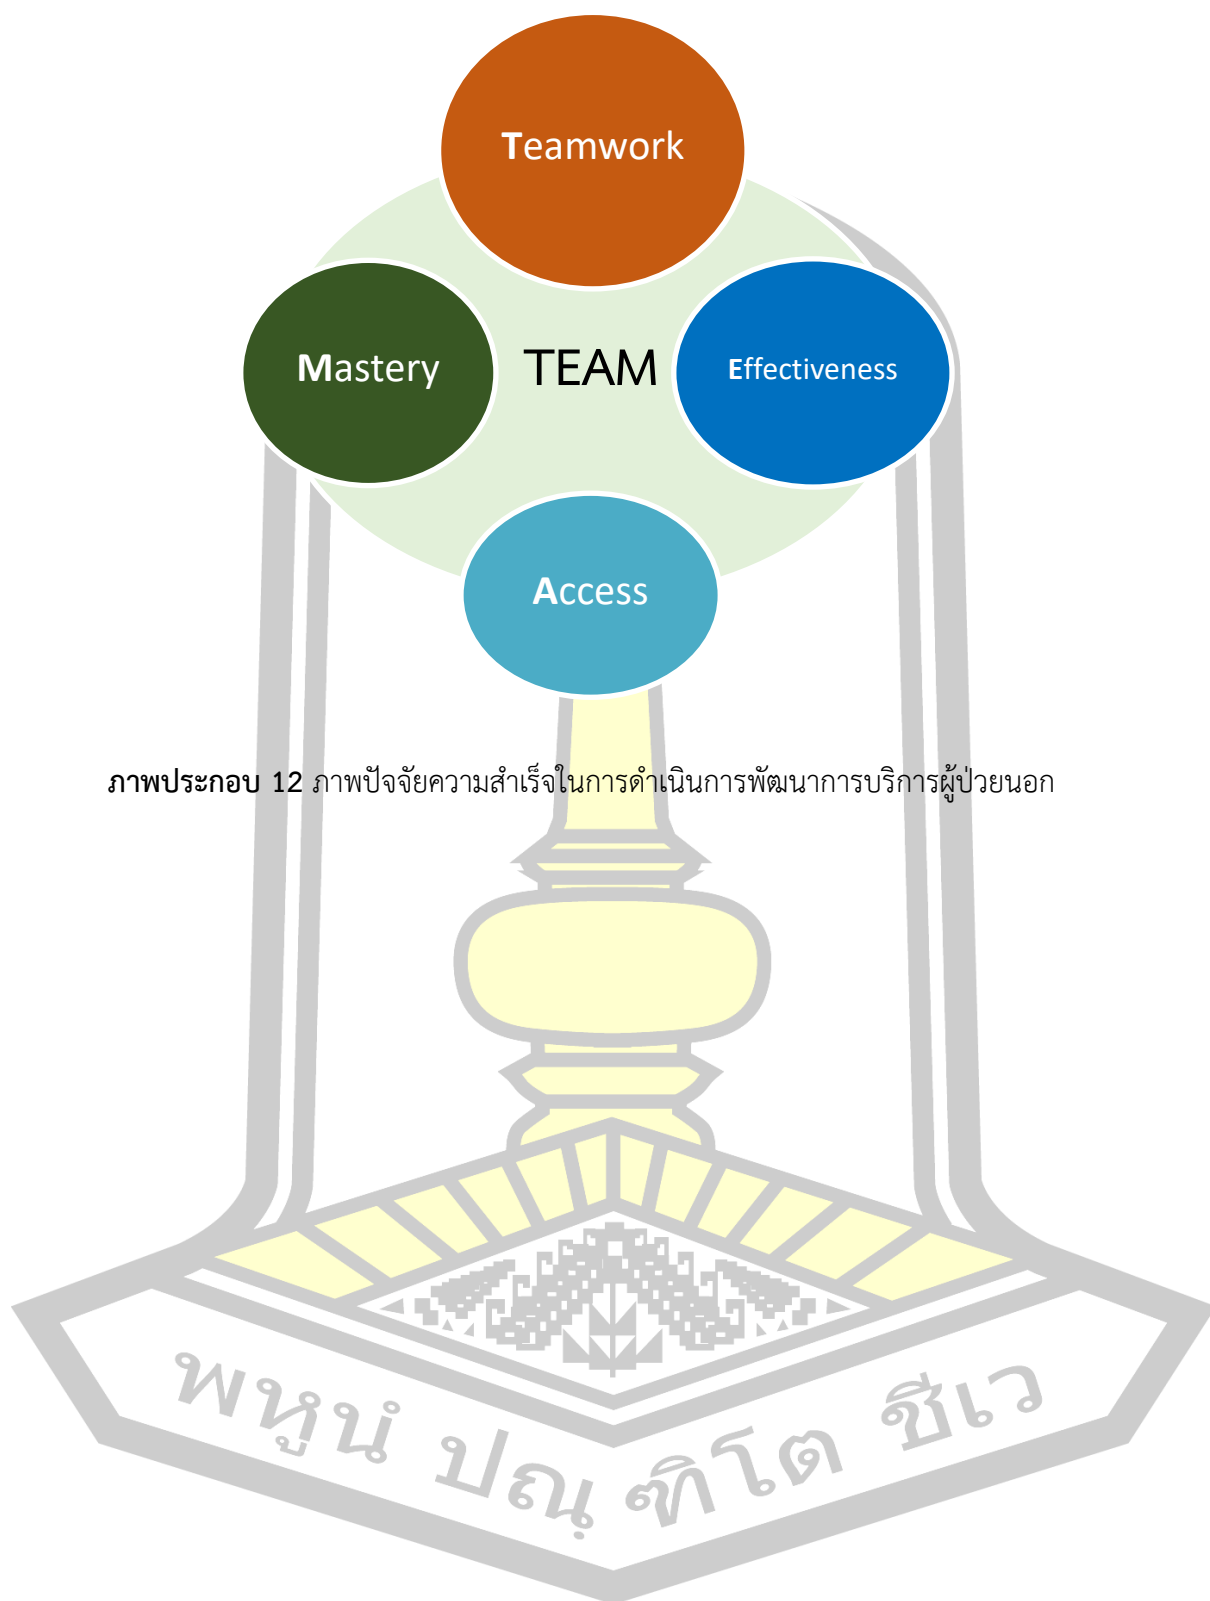 Teamwork
Mastery
TEAM
Effectiveness
Access
ภาพประกอบ 12 ภาพปัจจัยความสำเร็จในการดำเนินการพัฒนาการบริการผู้ป่วยนอก
พหูนํ ปณฺฑิโต ชีเว